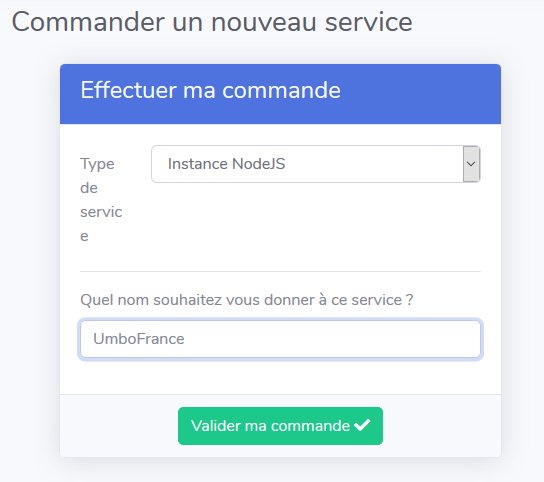 Commander un nouveau service
Effectuer ma commande
Type
de
servic
e
Instance NodeJS
Quel nom souhaitez vous donner à ce service ?
UmboFrance
Valider ma commande